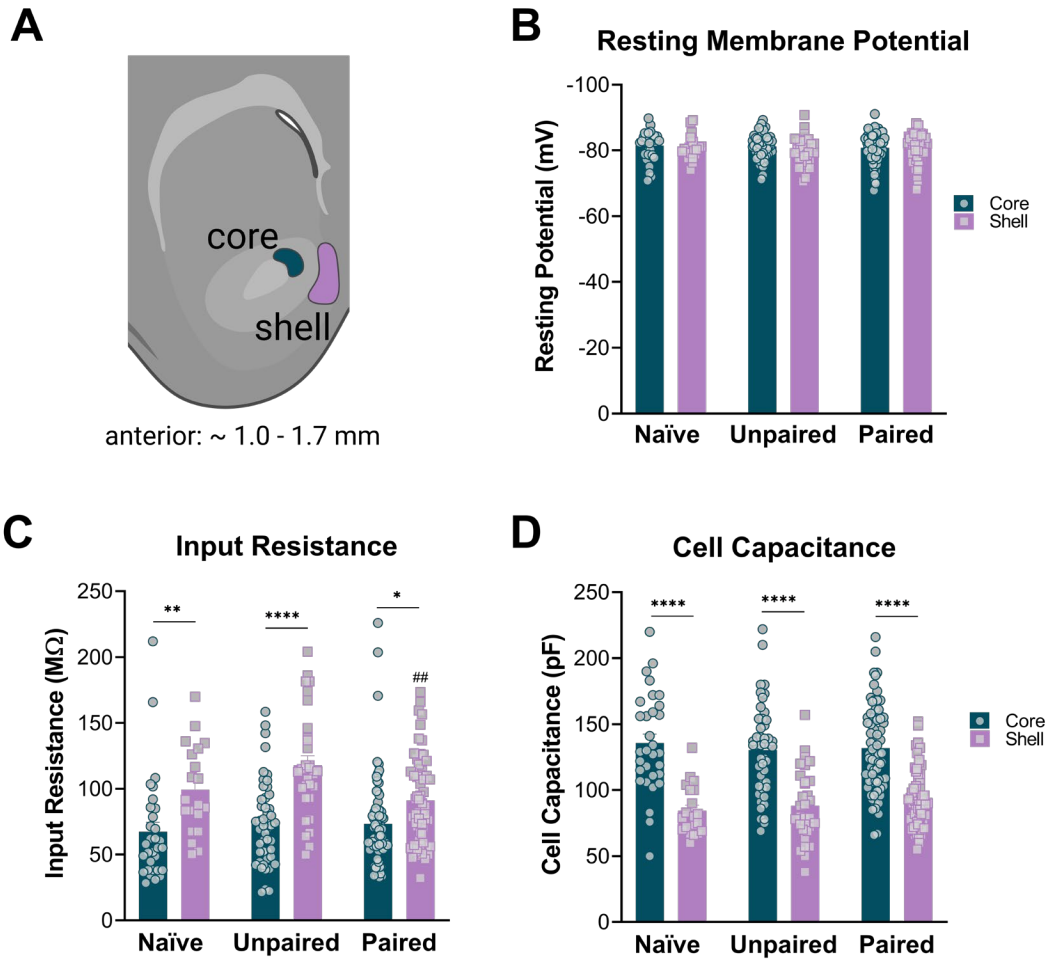 A
core
shell
anterior: ~ 1.0 - 1.7 mm
B
Resting Membrane Potential
Resting Potential (mV)
-100
-80
-60
-40
-20
0
Naïve Unpaired Paired
Core
Shell
C
Input Resistance
Input Resistance (MΩ)
250
200
150
100
50
0
** **** *
##
Naïve Unpaired Paired
D
Cell Capacitance
Cell Capacitance (pF)
250
200
150
100
50
0
**** **** ****
Naïve Unpaired Paired
Core
Shell